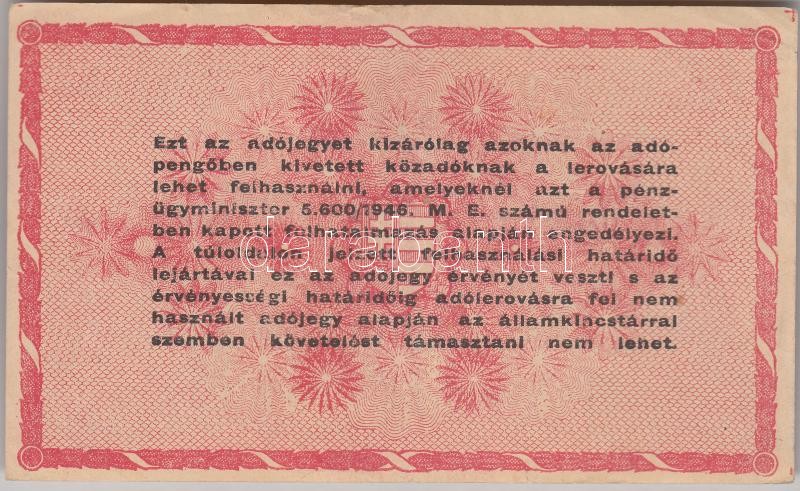 Ezt az adójegyet kizárólag azoknak az adó-
pengőben kivetett közadóknak a lerovására
lehet felhasználni, amelyeknél azt a pénz-
ügyminiszter 5.600/1946. M. E. számú rendelet-
ben kapott felhatalmazás alapján engedélyezi.
A túloldalon jelzett felhasználási határidő
lejártával ez az adójegy érvényét veszti s az
érvényességi határidőig adólerovásra fel nem
használt adójegy alapján az államkincstárral
szemben követelést támasztani nem lehet.
darabanth